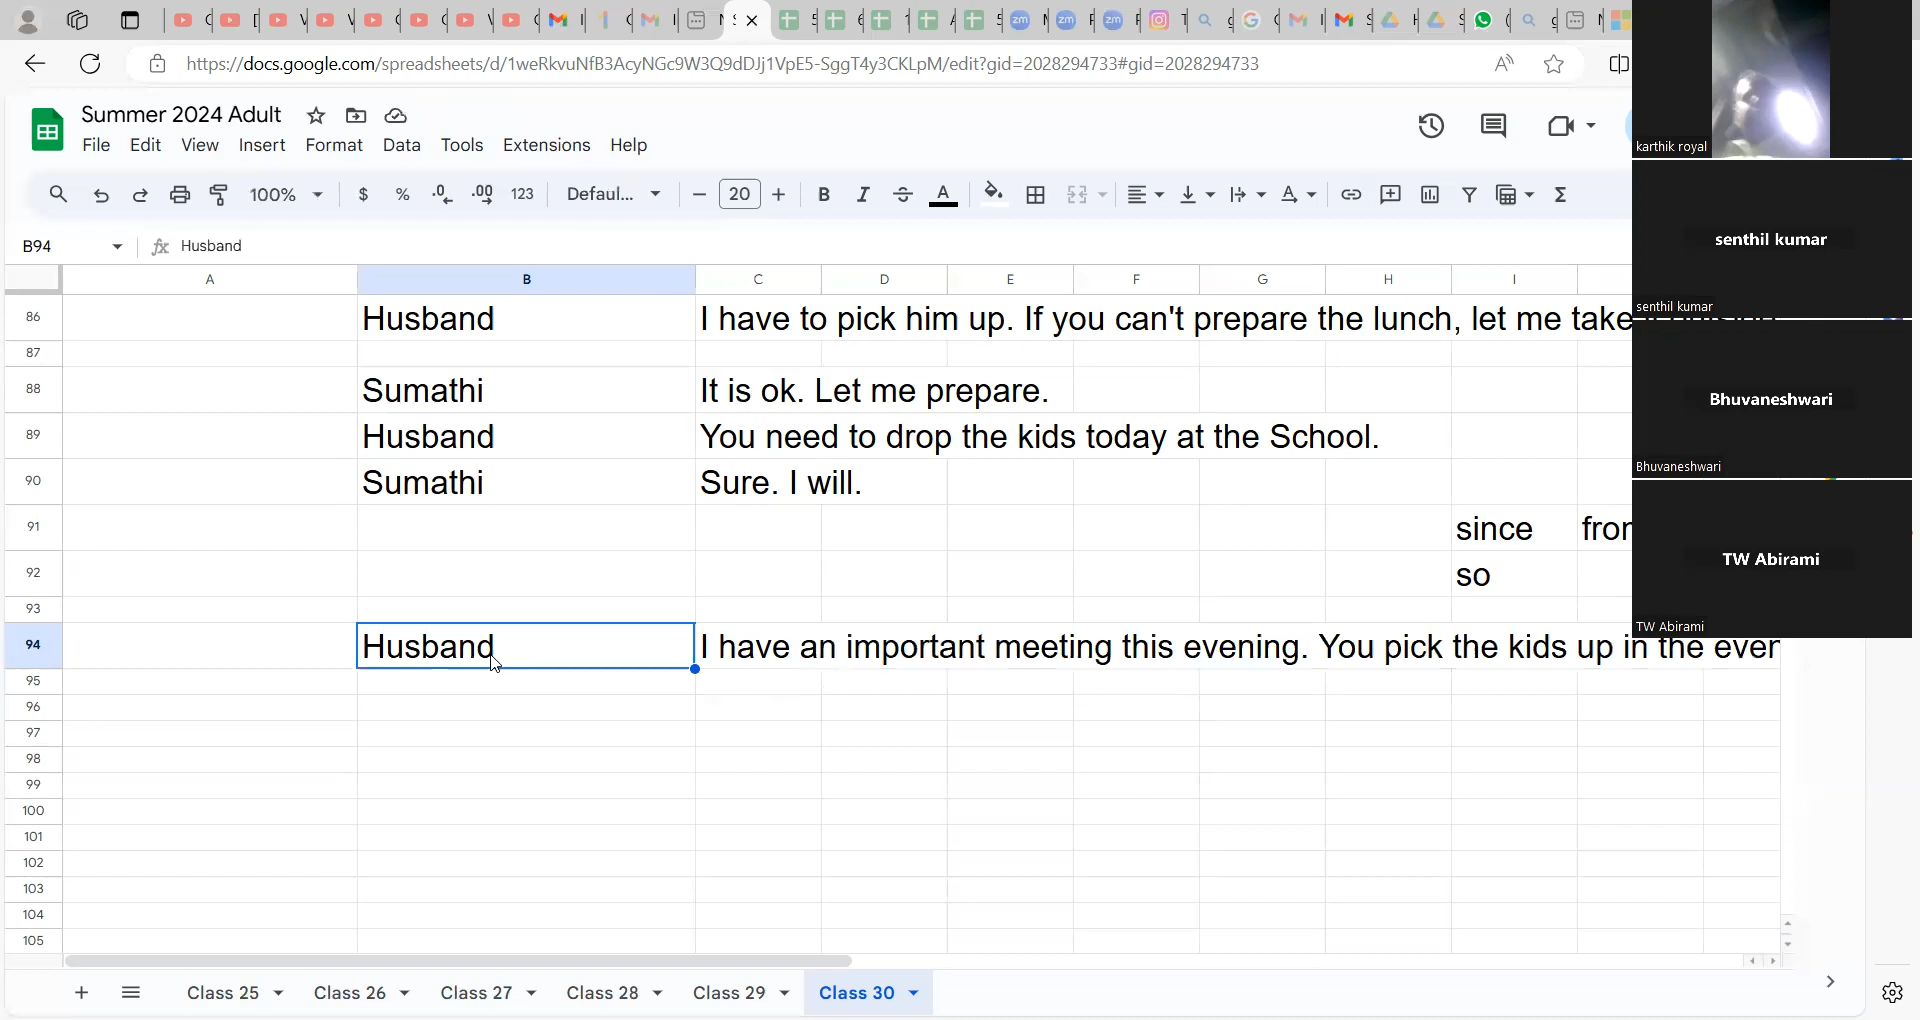 https://docs.google.com/spreadsheets/d/1weRkvuNfB3AcyNGc9W3Q9dDJj1VpE5-SggT4y3CKLpM/edit?gid=2028294733#gid=2028294733
Summer 2024 Adult
File Edit View Insert Format Data Tools Extensions Help
100% $ % .0 .00 123 Defaul... 20 B I A
B94 fx Husband
A B C D E F G H I
86 Husband I have to pick him up. If you can't prepare the lunch, let me take
87
88 Sumathi It is ok. Let me prepare.
89 Husband You need to drop the kids today at the School.
90 Sumathi Sure. I will.
91 since
92 so
93
94 Husband I have an important meeting this evening. You pick the kids up in the
95
96
97
98
99
100
101
102
103
104
105
Class 25 Class 26 Class 27 Class 28 Class 29 Class 30
karthik royal
senthil kumar
senthil kumar
Bhuvaneshwari
Bhuvaneshwari
TW Abirami
TW Abirami